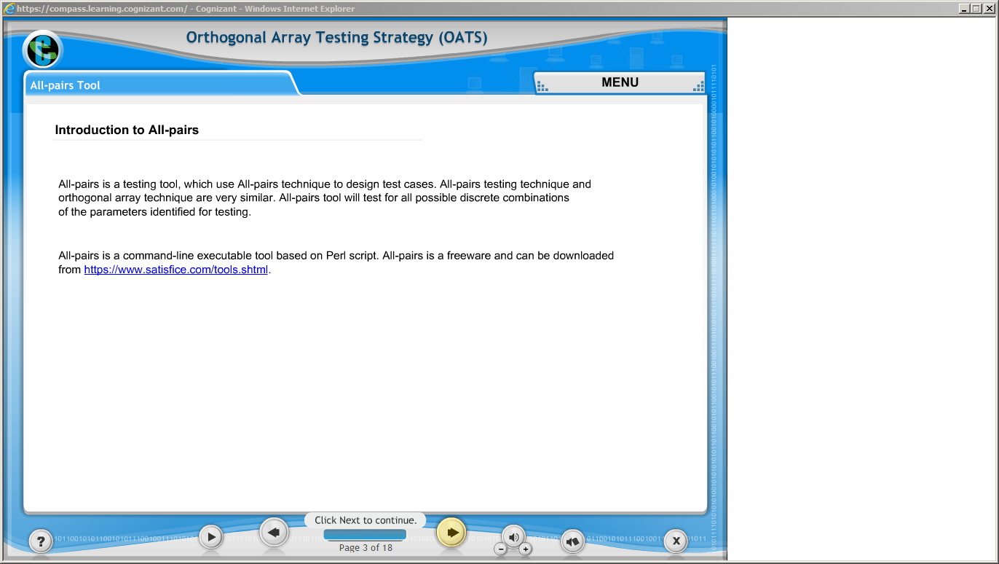 https://compass.learning.cognizant.com/ - Cognizant - Windows Internet Explorer
Orthogonal Array Testing Strategy (OATS)
All-pairs Tool
MENU
Introduction to All-pairs
All-pairs is a testing tool, which use All-pairs technique to design test cases. All-pairs testing technique and
orthogonal array technique are very similar. All-pairs tool will test for all possible discrete combinations
of the parameters identified for testing.
All-pairs is a command-line executable tool based on Perl script. All-pairs is a freeware and can be downloaded
from https://www.satisfice.com/tools.shtml.
Click Next to continue.
Page 3 of 18
?
X